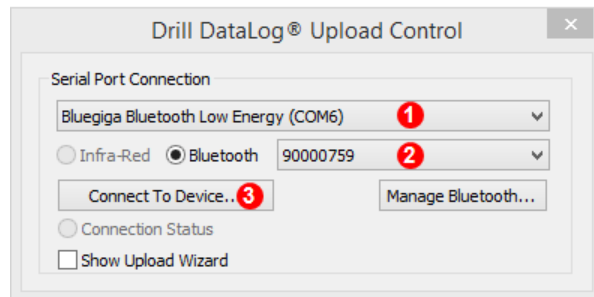 Drill DataLog® Upload Control ×
Serial Port Connection
Bluegiga Bluetooth Low Energy (COM6) 1
Infra-Red Bluetooth 90000759 2
Connect To Device.. 3 Manage Bluetooth...
Connection Status
Show Upload Wizard